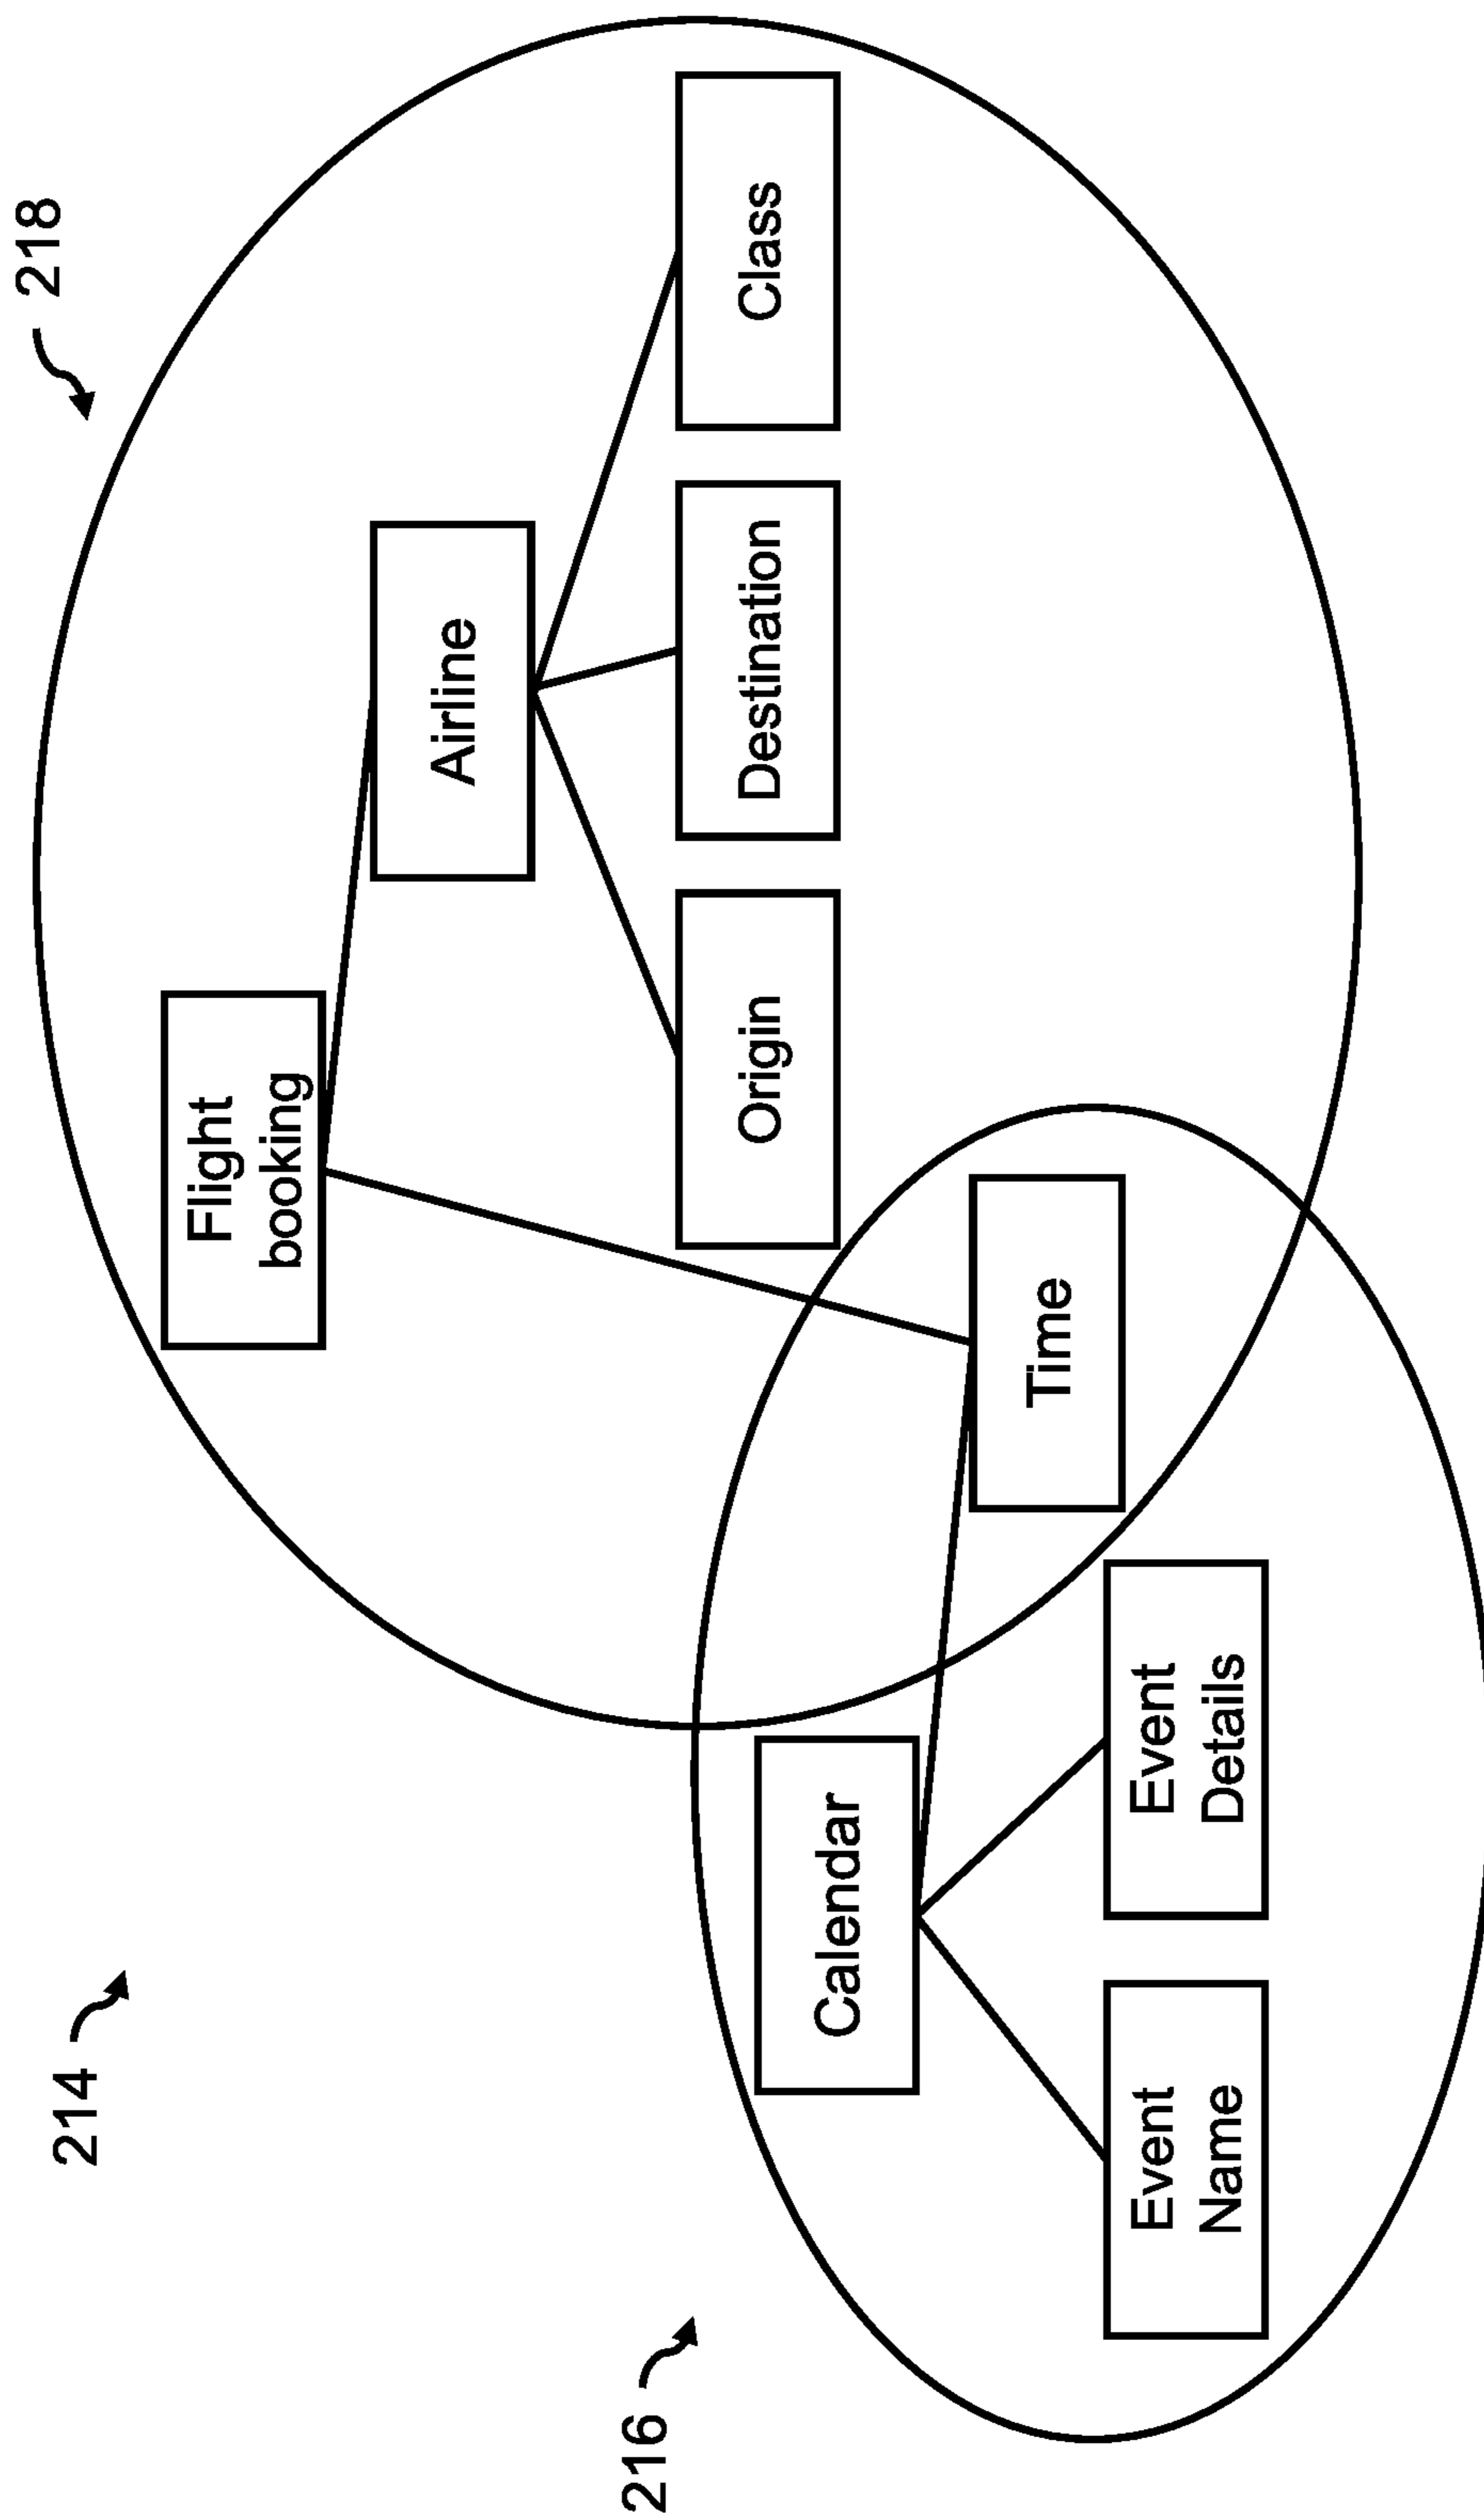 214
218
Flight
booking
Airline
216
Calendar
Origin
Destination
Class
Time
Event
Name
Event
Details